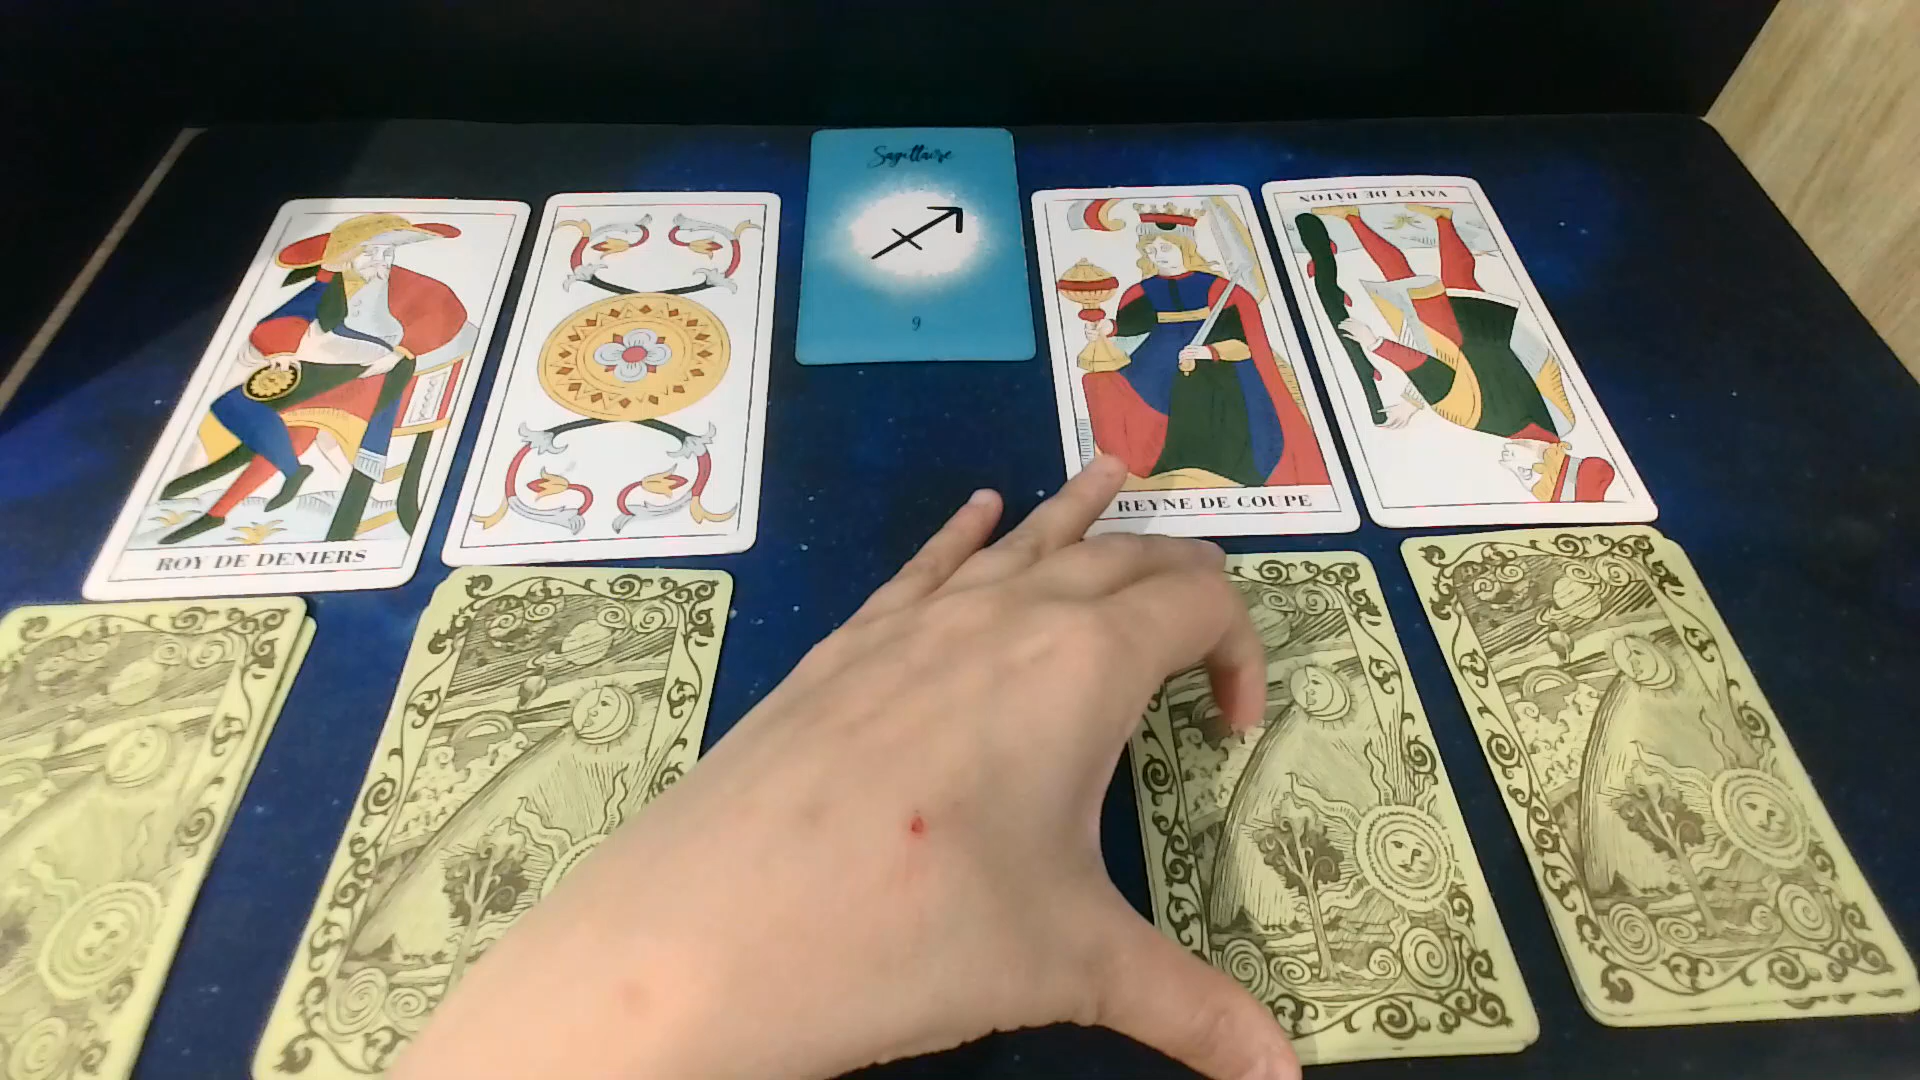 Sagittaire
9
VALET DE BATON
REYNE DE COUPE
ROY DE DENIERS